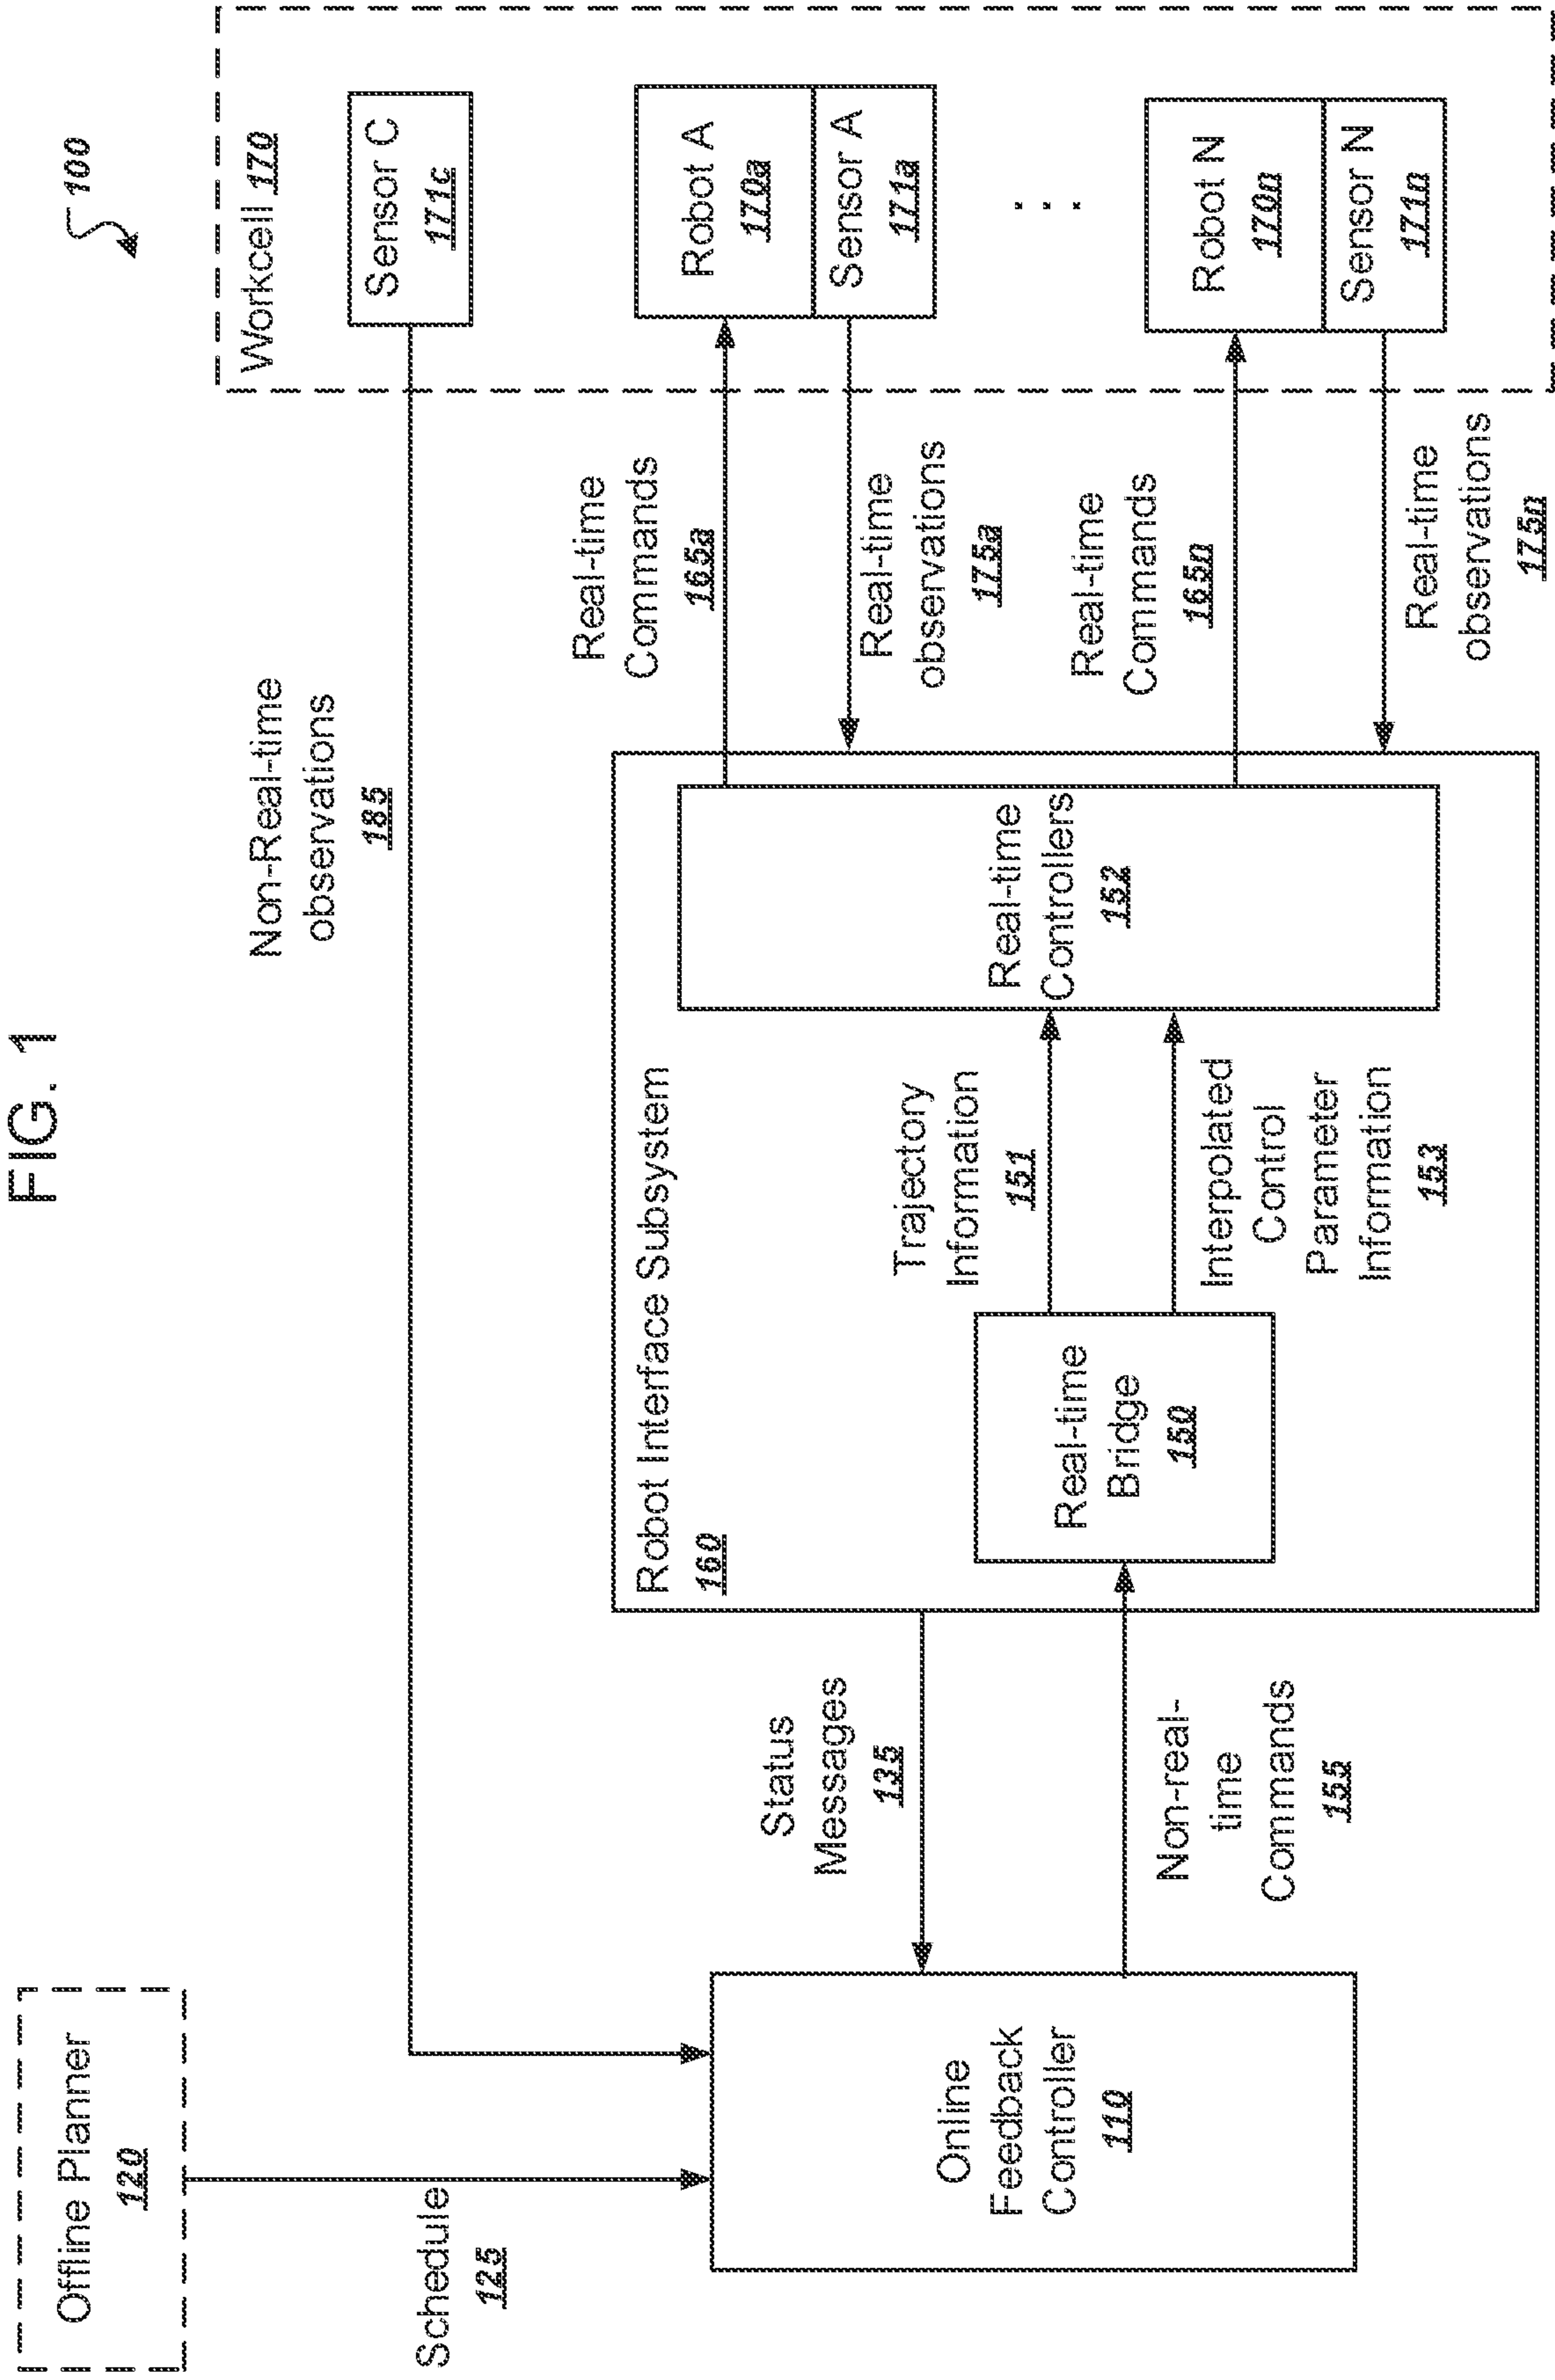 FIG. 1
100
Offline Planner
120
Schedule
125
Non-Real-time
observations
185
Workcell 170
Sensor C
171c
Online
Feedback
Controller
110
Status
Messages
135
Non-real-
time
Commands
155
Robot Interface Subsystem
160
Real-time
Bridge
150
Trajectory
Information
151
Interpolated
Control
Parameter
Information
153
Real-time
Controllers
152
Real-time
Commands
165a
Real-time
observations
175a
Real-time
Commands
165n
Real-time
observations
175n
Robot A
170a
Sensor A
171a
. . .
Robot N
170n
Sensor N
171n